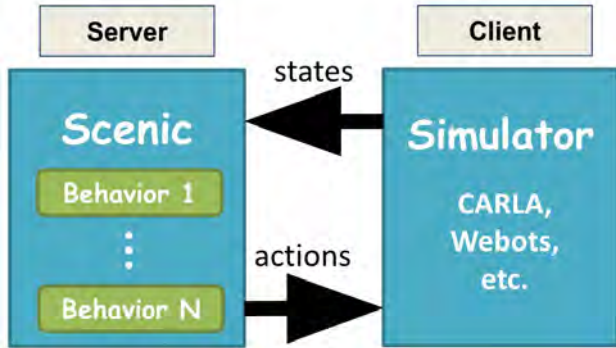 Server
Client
states
Scenic
Simulator
Behavior 1
CARLA,
Webots,
etc.
actions
Behavior N